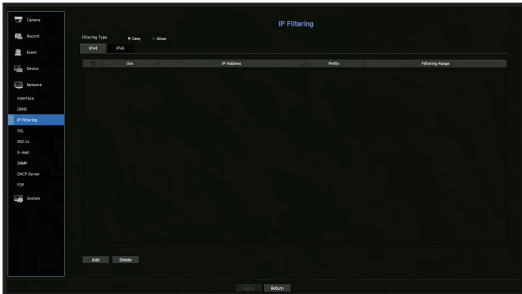 IP Filtering
Camera
Record
Event
Device
Network
Interface
DDNS
IP Filtering
SSL
802.1x
E-mail
SNMP
DHCP Server
P2P
System
Filtering Type
Deny
Allow
IPv4
IPv6
Use
IP Address
Prefix
Filtering Range
Add
Delete
Apply
Return